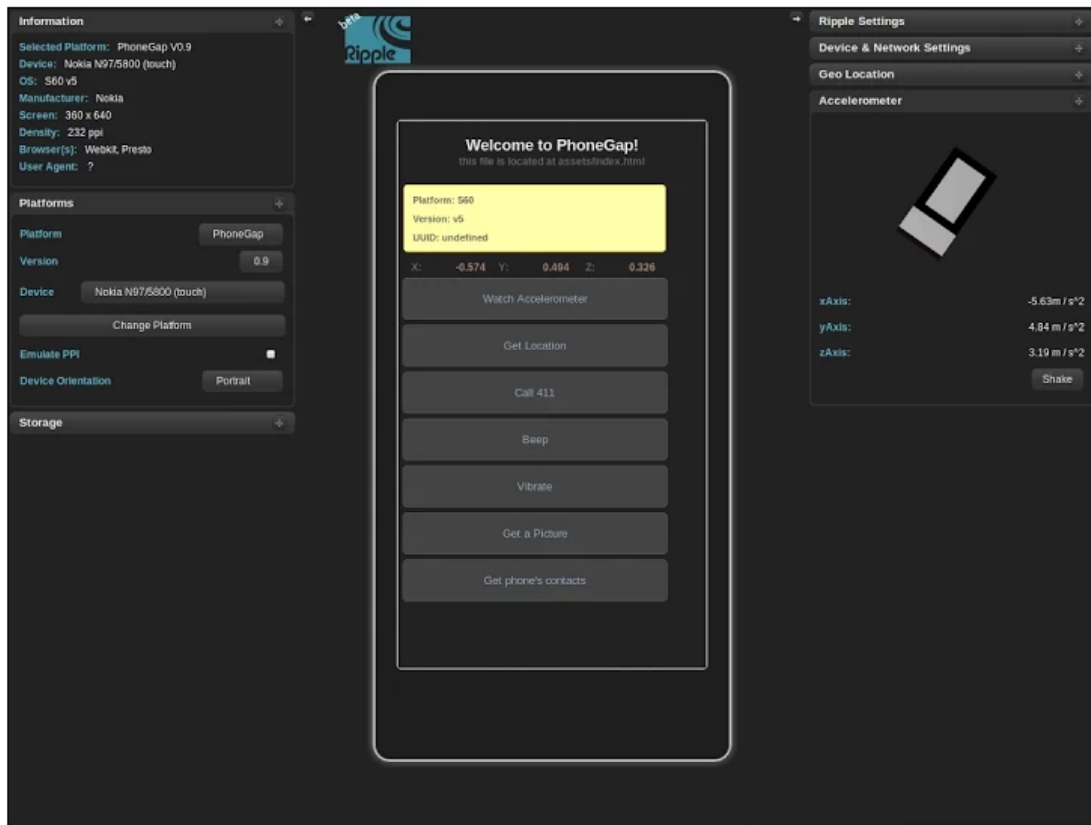 Information
Selected Platform: PhoneGap V0.9
Device: Nokia N97/5800 (touch)
OS: S60 v5
Manufacturer: Nokia
Screen: 360 x 640
Density: 232 ppi
Browser(s): Webkit, Presto
User Agent: ?
Platforms
Platform PhoneGap
Version 0.9
Device Nokia N97/5800 (touch)
Change Platform
Emulate PPI
Device Orientation Portrait
Storage
beta
Ripple
Welcome to PhoneGap!
this file is located at assets/index.html
Platform: S60
Version: v5
UUID: undefined
X: -0.574 Y: 0.494 Z: 0.326
Watch Accelerometer
Get Location
Call 411
Beep
Vibrate
Get a Picture
Get phone's contacts
Ripple Settings
Device & Network Settings
Geo Location
Accelerometer
xAxis: -5.63m / s^2
yAxis: 4.84 m / s^2
zAxis: 3.19 m / s^2
Shake